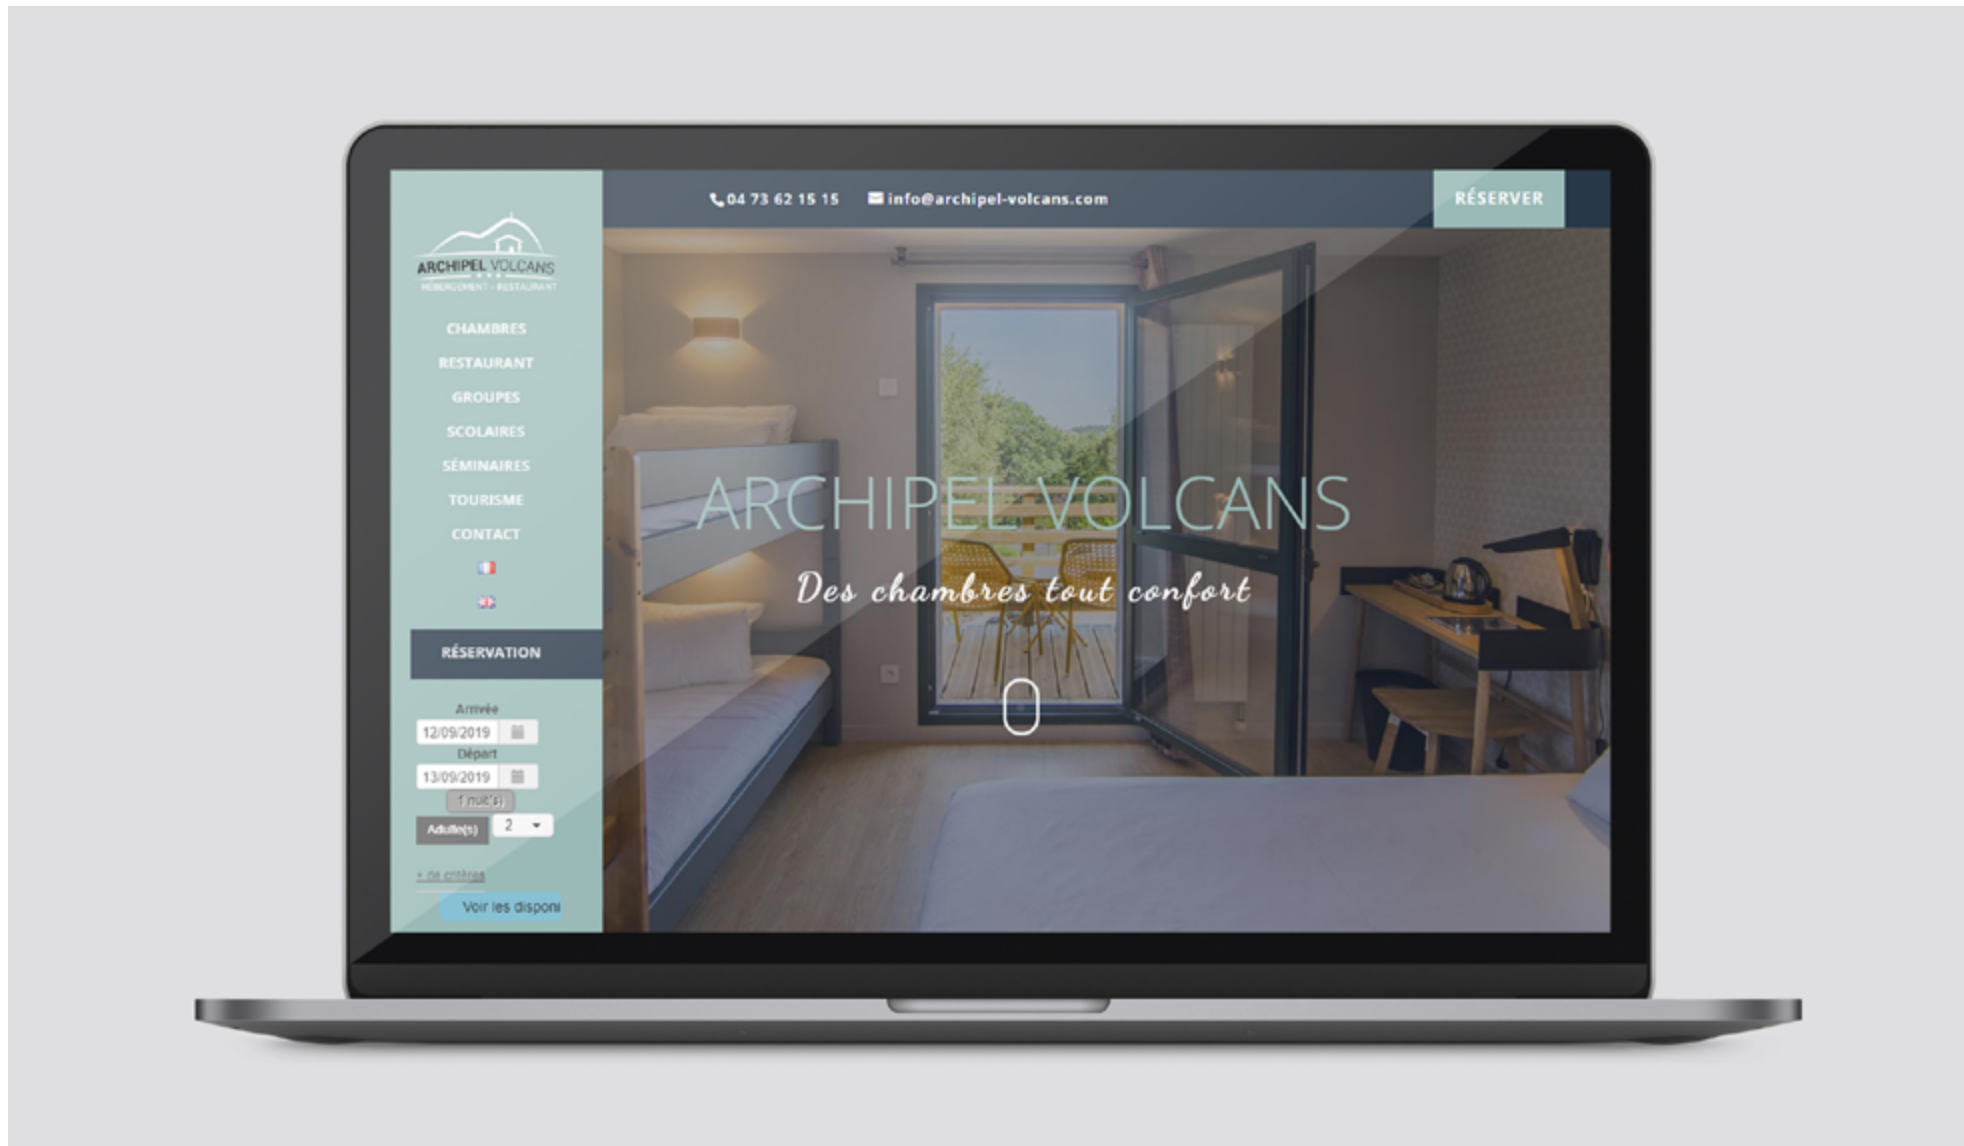 04 73 62 15 15 info@archipel-volcans.com
RÉSERVER
ARCHIPEL VOLCANS
HÉBERGEMENT - RESTAURANT
CHAMBRES
RESTAURANT
GROUPES
SCOLAIRES
SÉMINAIRES
TOURISME
CONTACT
RÉSERVATION
Arrivée
12/09/2019
Départ
13/09/2019
1 nuit(s)
Adulte(s) 2
+ de critères
Voir les disponi
ARCHIPEL VOLCANS
Des chambres tout confort